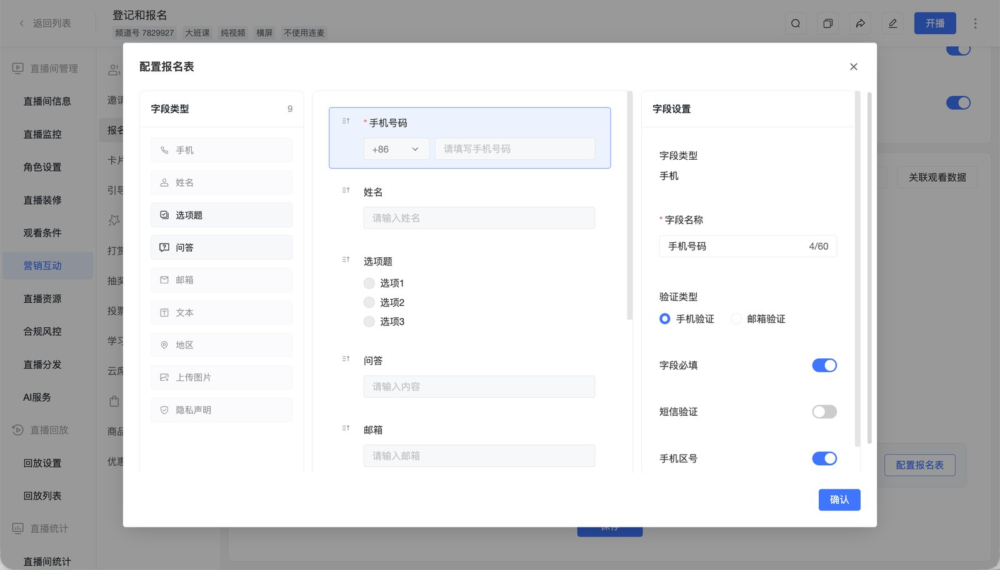 返回列表
登记和报名
频道号 7829927
大班课
纯视频
横屏
不使用连麦
开播
直播间管理
直播间信息
直播监控
角色设置
直播装修
观看条件
营销互动
直播资源
合规风控
直播分发
AI服务
直播回放
回放设置
回放列表
直播统计
直播间统计
邀请
报名
卡片
引导
打赏
抽奖
投票
学习
云席
商品
优惠
配置报名表
字段类型
9
手机
姓名
选项题
问答
邮箱
文本
地区
上传图片
隐私声明
* 手机号码
+86
请填写手机号码
姓名
请输入姓名
选项题
选项1
选项2
选项3
问答
请输入内容
邮箱
请输入邮箱
字段设置
字段类型
手机
* 字段名称
手机号码
4/60
验证类型
手机验证
邮箱验证
字段必填
短信验证
手机区号
确认
关联观看数据
配置报名表
保存